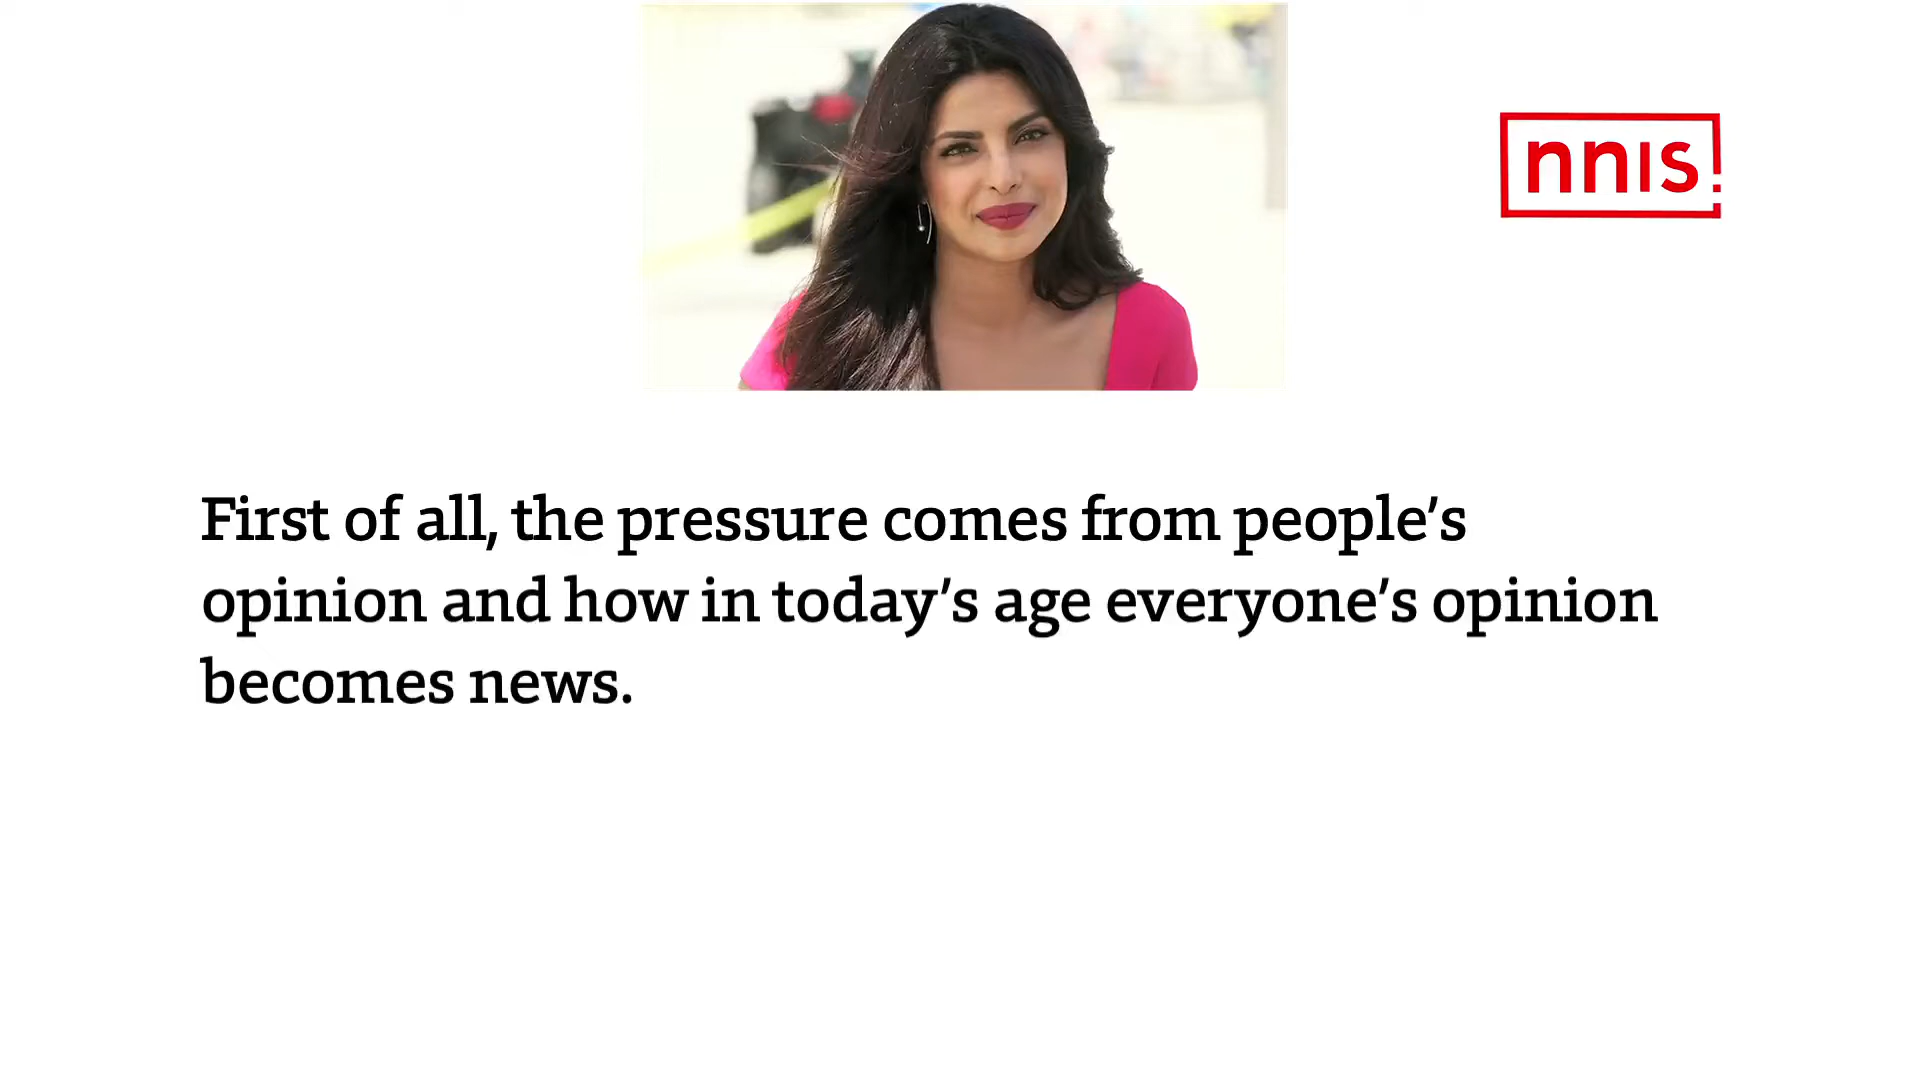 nnis!
First of all, the pressure comes from people’s
opinion and how in today’s age everyone’s opinion
becomes news.